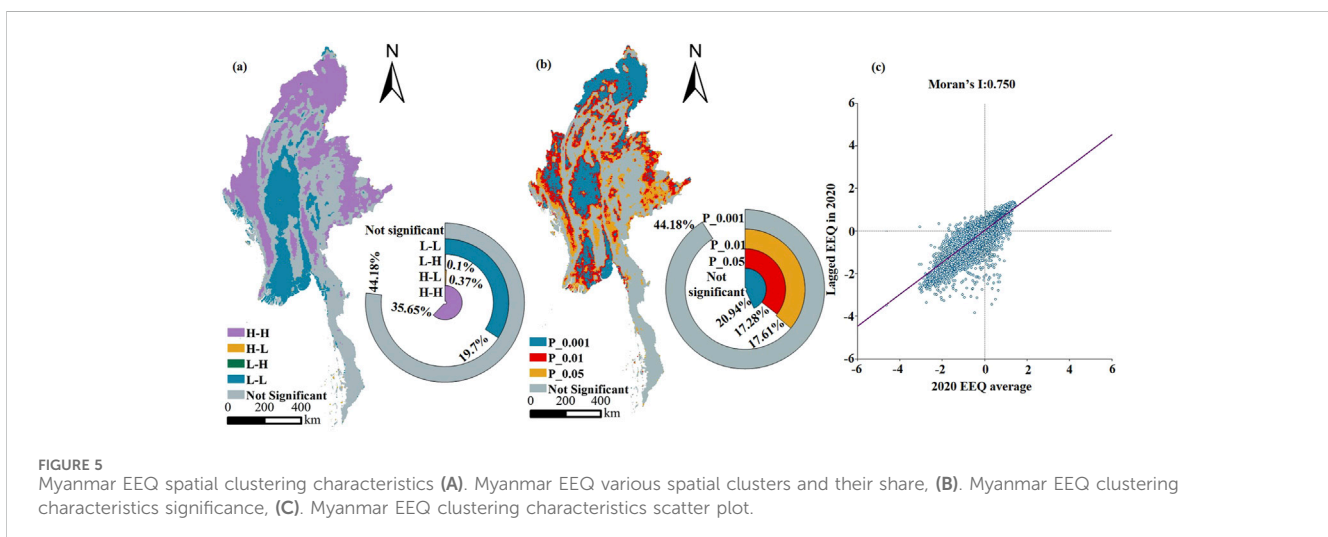 (a)
N
Not significant
L-L
L-H
H-L
H-H
0.1%
0.37%
44.18%
35.65%
19.7%
H-H
H-L
L-H
L-L
Not Significant
0 200 400
km
(b)
N
P_0.001
P_0.01
P_0.05
Not
significant
44.18%
20.94%
17.28%
17.61%
P_0.001
P_0.01
P_0.05
Not Significant
0 200 400
km
(c)
Moran's I:0.750
Lagged EEQ in 2020
6
4
2
0
-2
-4
-6
-6 -4 -2 0 2 4 6
2020 EEQ average
FIGURE 5
Myanmar EEQ spatial clustering characteristics (A). Myanmar EEQ various spatial clusters and their share, (B). Myanmar EEQ clustering
characteristics significance, (C). Myanmar EEQ clustering characteristics scatter plot.